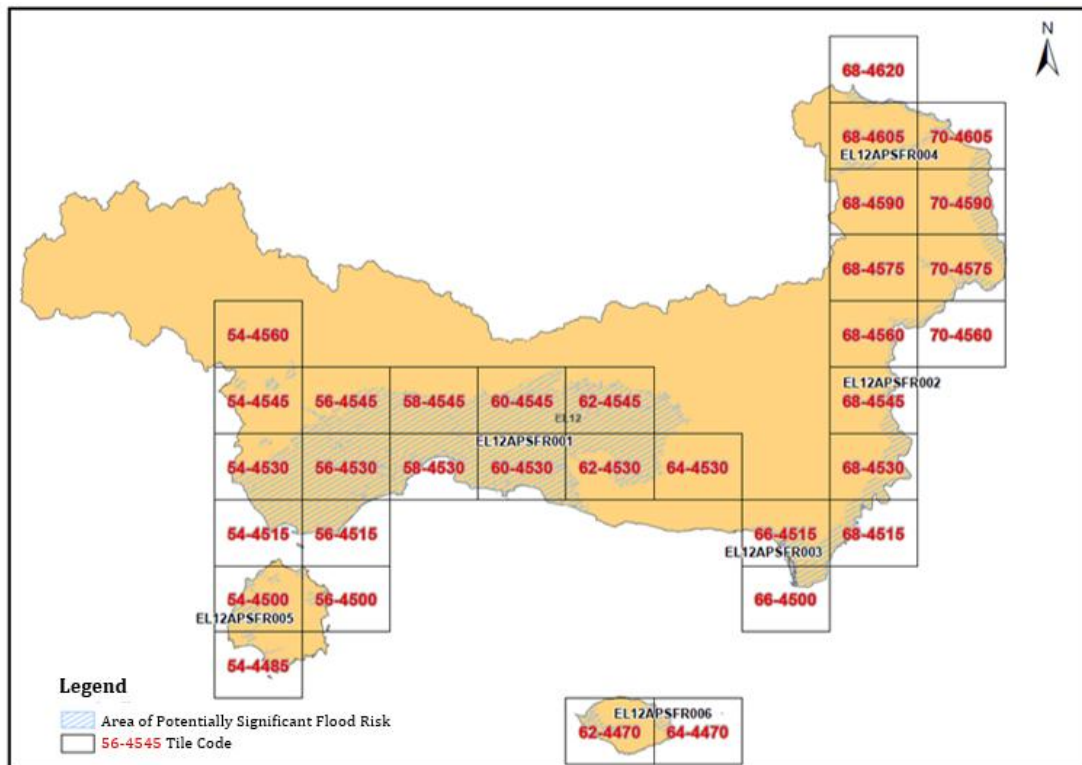 N
68-4620
68-4605 70-4605
EL12APSFR004
68-4590 70-4590
68-4575 70-4575
54-4560 68-4560 70-4560
EL12APSFR002
54-4545 56-4545 58-4545 60-4545 62-4545 68-4545
EL12
EL12APSFR001
54-4530 56-4530 58-4530 60-4530 62-4530 64-4530 68-4530
54-4515 56-4515 66-4515 68-4515
EL12APSFR003
54-4500 56-4500 66-4500
EL12APSFR005
54-4485
EL12APSFR006
62-4470 64-4470
Legend
Area of Potentially Significant Flood Risk
56-4545 Tile Code